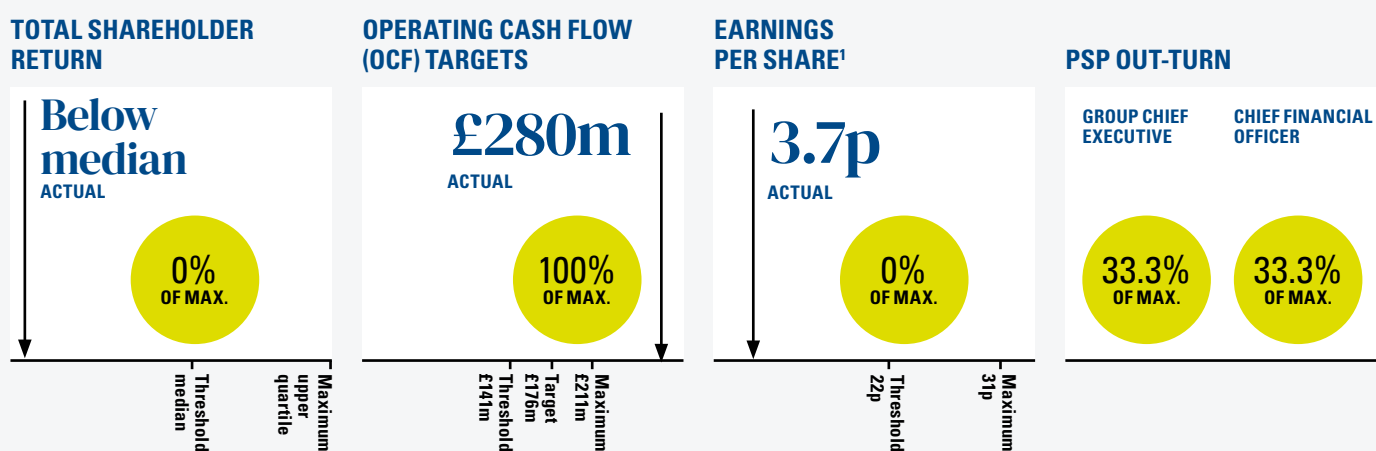 TOTAL SHAREHOLDER
RETURN
Below
median
ACTUAL
0%
OF MAX.
Threshold
median
Maximum
upper
quartile
OPERATING CASH FLOW
(OCF) TARGETS
£280m
ACTUAL
100%
OF MAX.
Threshold
£141m
Target
£176m
Maximum
£211m
EARNINGS
PER SHARE¹
3.7p
ACTUAL
0%
OF MAX.
Threshold
22p
Maximum
31p
PSP OUT-TURN
GROUP CHIEF
EXECUTIVE
33.3%
OF MAX.
CHIEF FINANCIAL
OFFICER
33.3%
OF MAX.